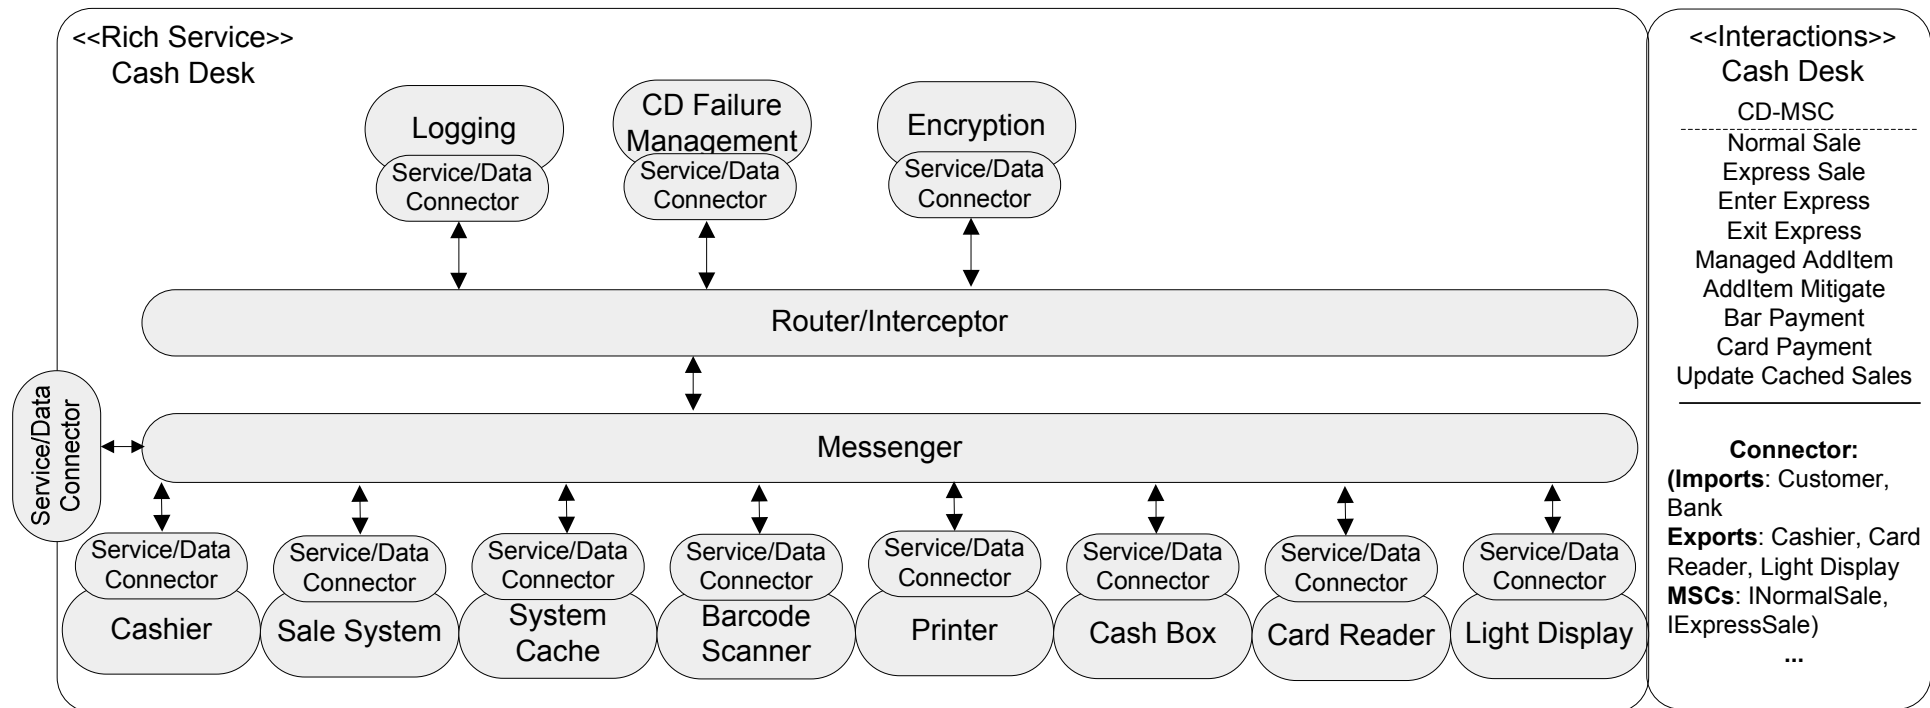 <<Rich Service>>
Cash Desk
Logging
Service/Data
Connector
CD Failure
Management
Service/Data
Connector
Encryption
Service/Data
Connector
Router/Interceptor
Service/Data
Connector
Messenger
Service/Data
Connector
Cashier
Service/Data
Connector
Sale System
Service/Data
Connector
System
Cache
Service/Data
Connector
Barcode
Scanner
Service/Data
Connector
Printer
Service/Data
Connector
Cash Box
Service/Data
Connector
Card Reader
Service/Data
Connector
Light Display
<<Interactions>>
Cash Desk
CD-MSC
Normal Sale
Express Sale
Enter Express
Exit Express
Managed AddItem
AddItem Mitigate
Bar Payment
Card Payment
Update Cached Sales
Connector:
(Imports: Customer,
Bank
Exports: Cashier, Card
Reader, Light Display
MSCs: INormalSale,
IExpressSale)
...